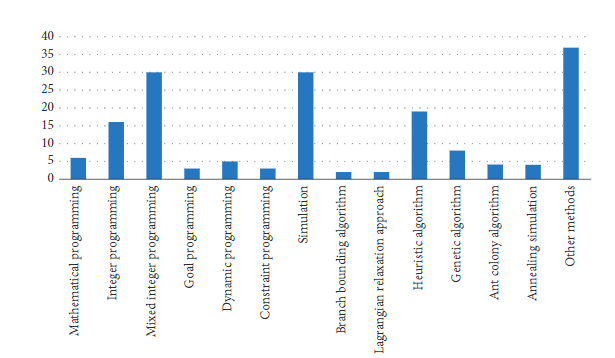 40
35
30
25
20
15
10
5
0
Mathematical programming
Integer programming
Mixed integer programming
Goal programming
Dynamic programming
Constraint programming
Simulation
Branch bounding algorithm
Lagrangian relaxation approach
Heuristic algorithm
Genetic algorithm
Ant colony algorithm
Annealing simulation
Other methods